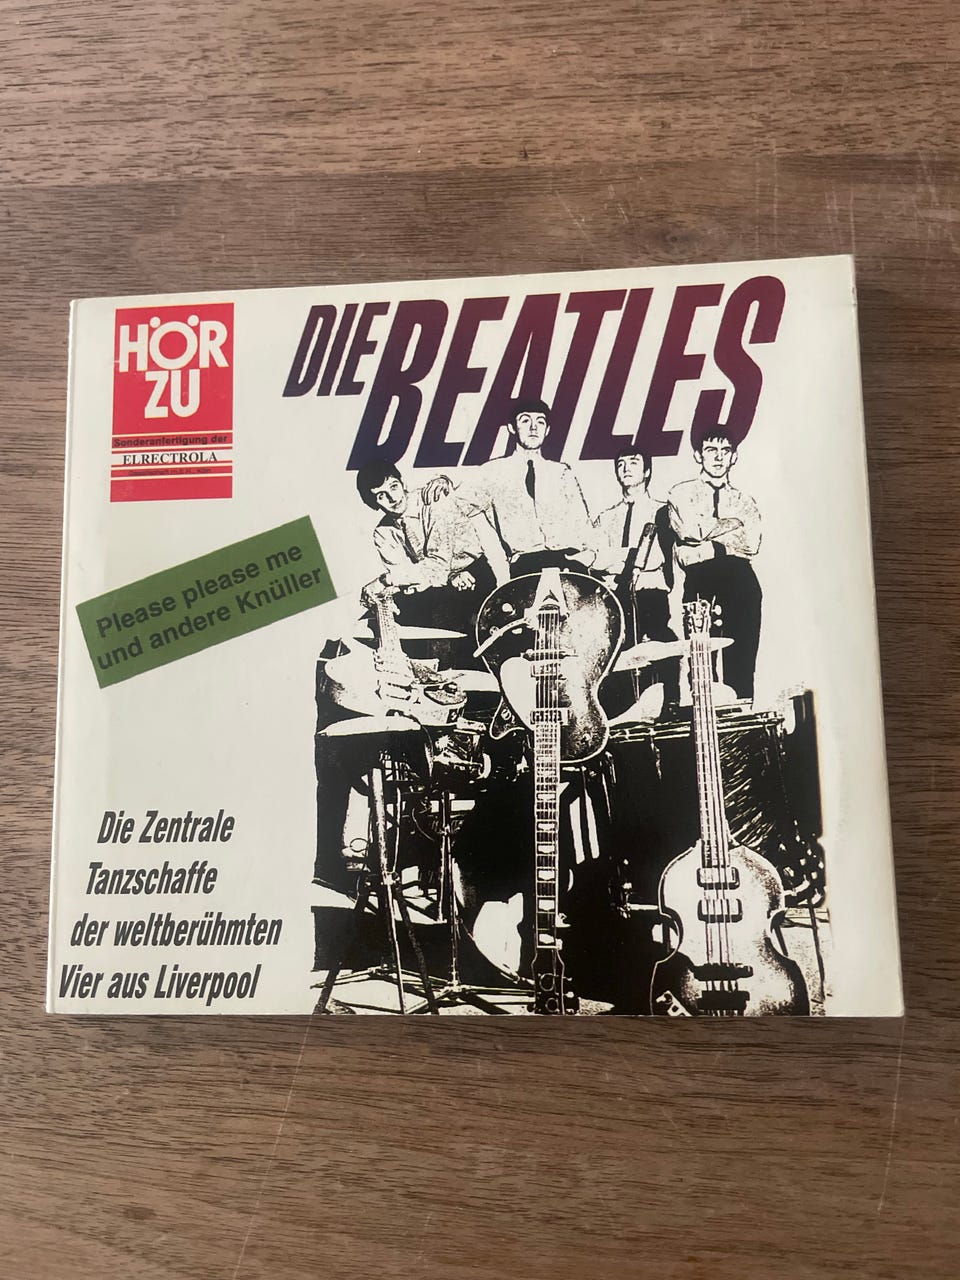 HÖR
ZU
Sonderanfertigung der
ELRECTROLA
DIE BEATLES
Please please me
und andere Knüller
Die Zentrale
Tanzschaffe
der weltberühmten
Vier aus Liverpool